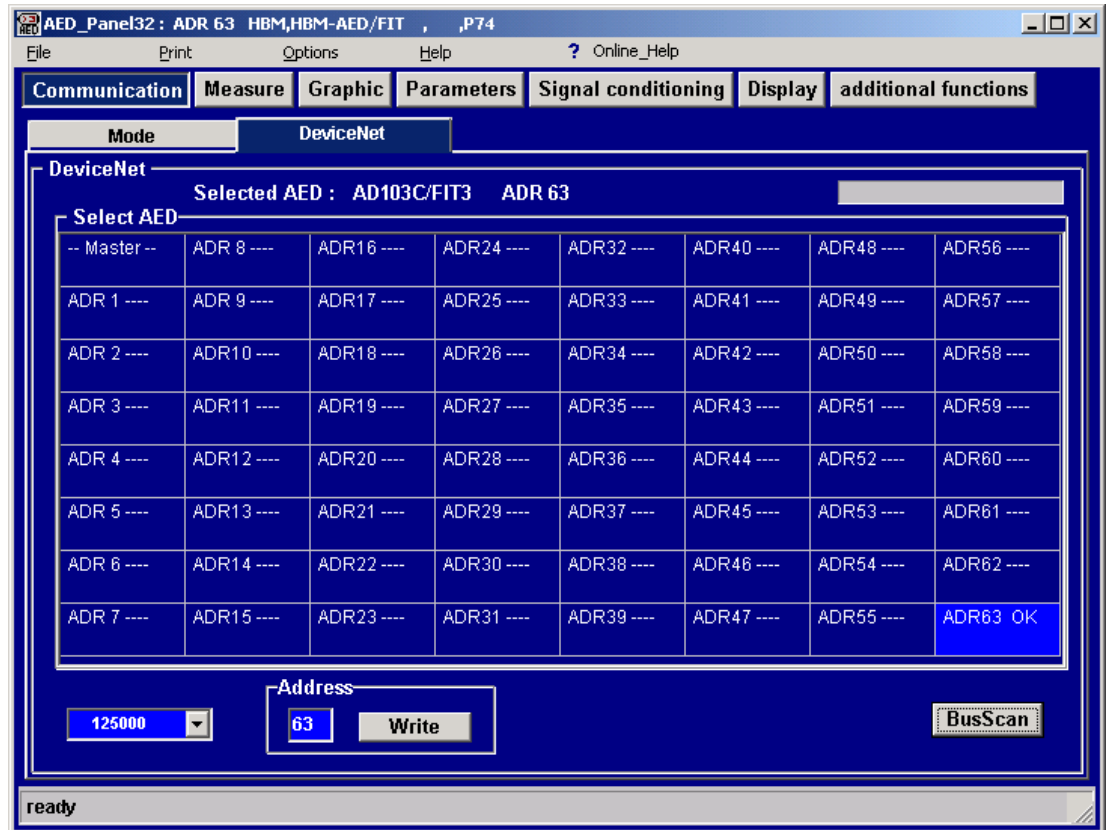 AED_Panel32 : ADR 63 HBM,HBM-AED/FIT , ,P74
File Print Options Help ? Online_Help
Communication Measure Graphic Parameters Signal conditioning Display additional functions
Mode DeviceNet
DeviceNet
Selected AED : AD103C/FIT3 ADR 63
Select AED
-- Master -- ADR 8 ---- ADR16 ---- ADR24 ---- ADR32 ---- ADR40 ---- ADR48 ---- ADR56 ----
ADR 1 ---- ADR 9 ---- ADR17 ---- ADR25 ---- ADR33 ---- ADR41 ---- ADR49 ---- ADR57 ----
ADR 2 ---- ADR10 ---- ADR18 ---- ADR26 ---- ADR34 ---- ADR42 ---- ADR50 ---- ADR58 ----
ADR 3 ---- ADR11 ---- ADR19 ---- ADR27 ---- ADR35 ---- ADR43 ---- ADR51 ---- ADR59 ----
ADR 4 ---- ADR12 ---- ADR20 ---- ADR28 ---- ADR36 ---- ADR44 ---- ADR52 ---- ADR60 ----
ADR 5 ---- ADR13 ---- ADR21 ---- ADR29 ---- ADR37 ---- ADR45 ---- ADR53 ---- ADR61 ----
ADR 6 ---- ADR14 ---- ADR22 ---- ADR30 ---- ADR38 ---- ADR46 ---- ADR54 ---- ADR62 ----
ADR 7 ---- ADR15 ---- ADR23 ---- ADR31 ---- ADR39 ---- ADR47 ---- ADR55 ---- ADR63 OK
Address
125000 63 Write BusScan
ready